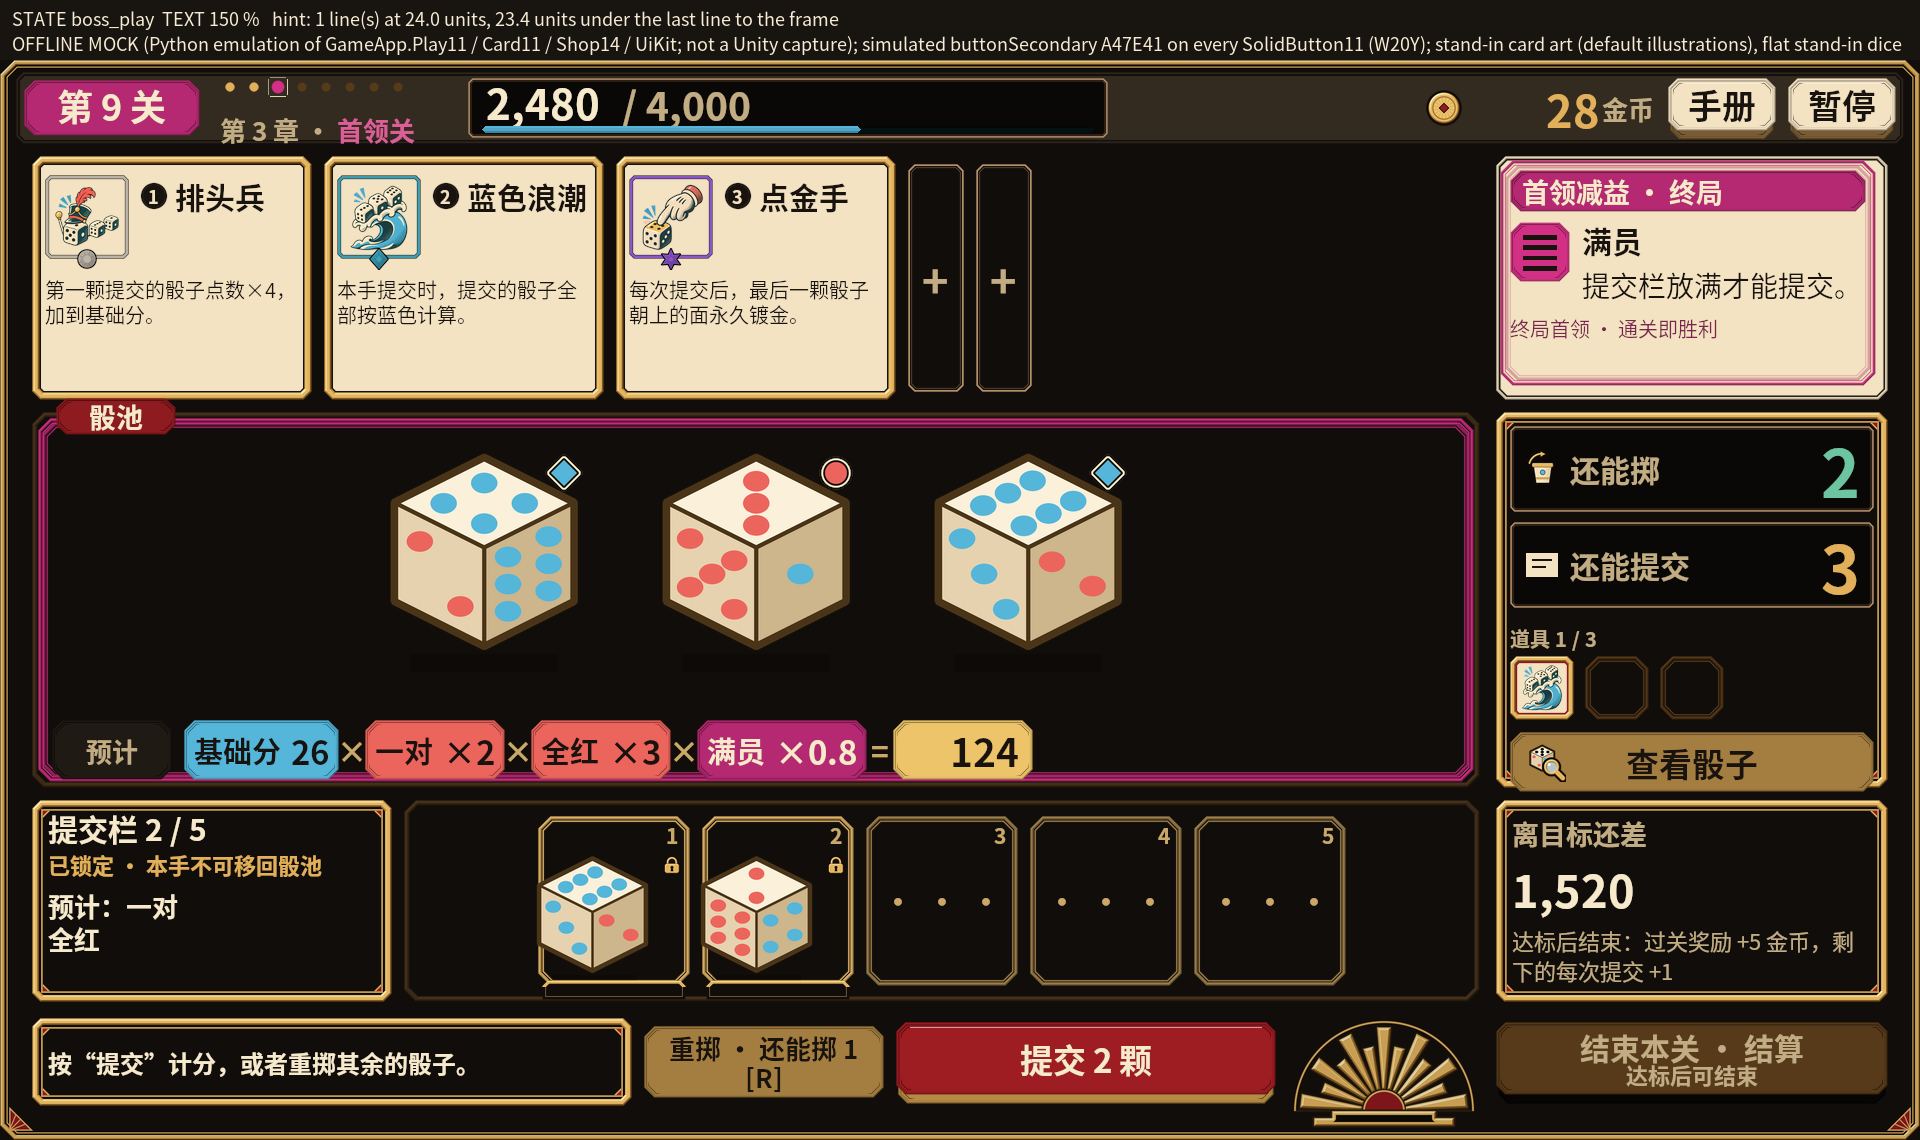 STATE boss_play  TEXT 150 %   hint: 1 line(s) at 24.0 units, 23.4 units under the last line to the frame
OFFLINE MOCK (Python emulation of GameApp.Play11 / Card11 / Shop14 / UiKit; not a Unity capture); simulated buttonSecondary A47E41 on every SolidButton11 (W20Y); stand-in card art (default illustrations), flat stand-in dice
第 9 关
第 3 章 · 首领关
2,480 / 4,000
28金币
手册
暂停
❶ 排头兵
第一颗提交的骰子点数×4，
加到基础分。
❷ 蓝色浪潮
本手提交时，提交的骰子全
部按蓝色计算。
❸ 点金手
每次提交后，最后一颗骰子
朝上的面永久镀金。
+
+
首领减益 · 终局
满员
提交栏放满才能提交。
终局首领 · 通关即胜利
骰池
预计
基础分 26 × 一对 ×2 × 全红 ×3 × 满员 ×0.8 = 124
还能掷 2
还能提交 3
道具 1 / 3
查看骰子
提交栏 2 / 5
已锁定 · 本手不可移回骰池
预计：一对
全红
1
2
3
4
5
离目标还差
1,520
达标后结束：过关奖励 +5 金币，剩
下的每次提交 +1
按“提交”计分，或者重掷其余的骰子。
重掷 · 还能掷 1
[R]
提交 2 颗
结束本关 · 结算
达标后可结束